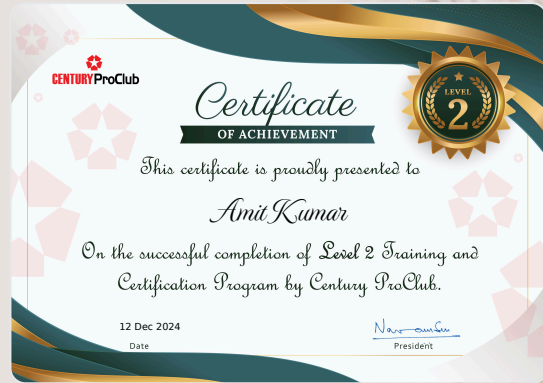 CENTURY ProClub
LEVEL
2
Certificate
OF ACHIEVEMENT
This certificate is proudly presented to
Amit Kumar
On the successful completion of Level 2 Training and
Certification Program by Century ProClub.
12 Dec 2024
Date
President